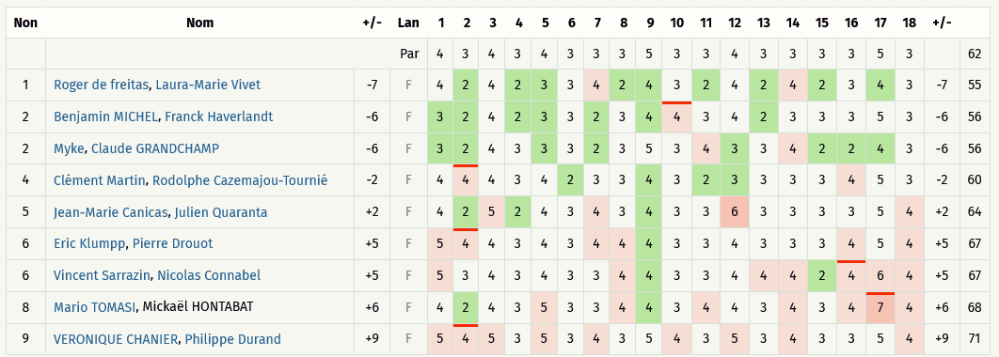 Non Nom +/- Lan 1 2 3 4 5 6 7 8 9 10 11 12 13 14 15 16 17 18 +/-
Par 4 3 4 3 4 3 3 3 5 3 3 4 3 3 3 3 5 3 62
1 Roger de freitas, Laura-Marie Vivet -7 F 4 2 4 2 3 3 4 2 4 3 2 4 2 4 2 3 4 3 -7 55
2 Benjamin MICHEL, Franck Haverlandt -6 F 3 2 4 2 3 3 2 3 4 4 3 4 2 3 3 3 5 3 -6 56
2 Myke, Claude GRANDCHAMP -6 F 3 2 4 3 3 3 2 3 5 3 4 3 3 4 2 2 4 3 -6 56
4 Clément Martin, Rodolphe Cazemajou-Tournié -2 F 4 4 4 3 4 2 3 3 4 3 2 3 3 3 3 4 5 3 -2 60
5 Jean-Marie Canicas, Julien Quaranta +2 F 4 2 5 2 4 3 4 3 4 3 3 6 3 3 3 3 5 4 +2 64
6 Eric Klumpp, Pierre Drouot +5 F 5 4 4 3 4 3 4 4 4 3 3 4 3 3 3 4 5 4 +5 67
6 Vincent Sarrazin, Nicolas Connabel +5 F 5 3 4 3 4 3 3 4 4 3 3 3 4 4 2 4 6 4 +5 67
8 Mario TOMASI, Mickaël HONTABAT +6 F 4 2 4 3 5 3 3 4 4 3 4 4 3 4 3 4 7 4 +6 68
9 VERONIQUE CHANIER, Philippe Durand +9 F 5 4 5 3 5 3 4 3 5 4 3 5 3 4 3 3 5 4 +9 71